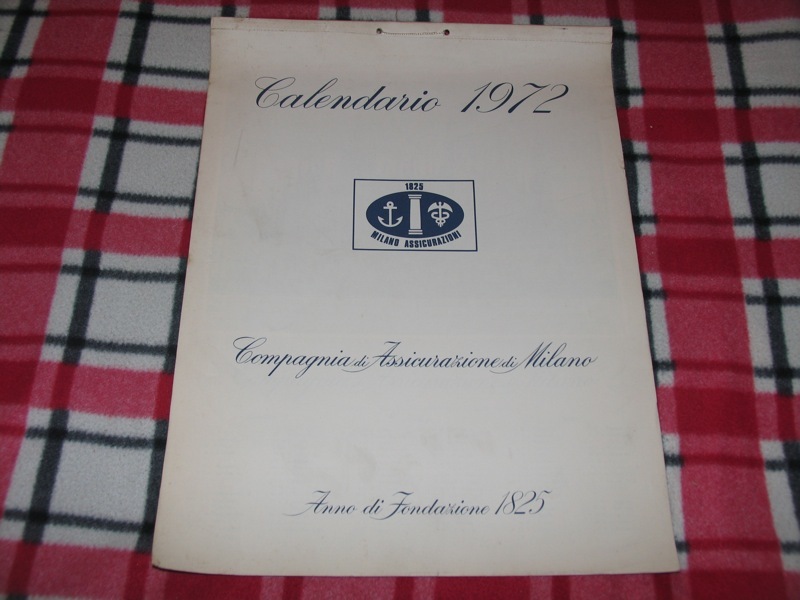 Calendario 1972
1825
MILANO ASSICURAZIONI
Compagnia di Assicurazione di Milano
Anno di Fondazione 1825